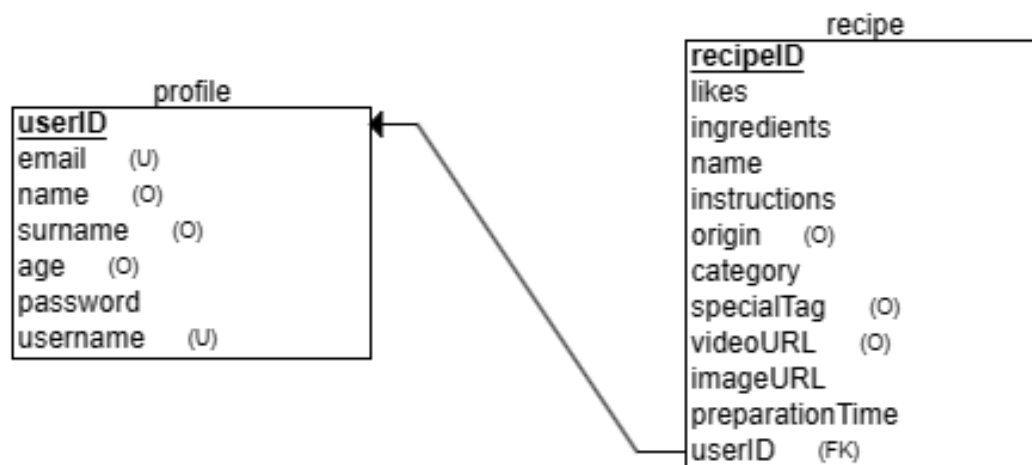 profile
userID
email (U)
name (O)
surname (O)
age (O)
password
username (U)
recipe
recipeID
likes
ingredients
name
instructions
origin (O)
category
specialTag (O)
videoURL (O)
imageURL
preparationTime
userID (FK)